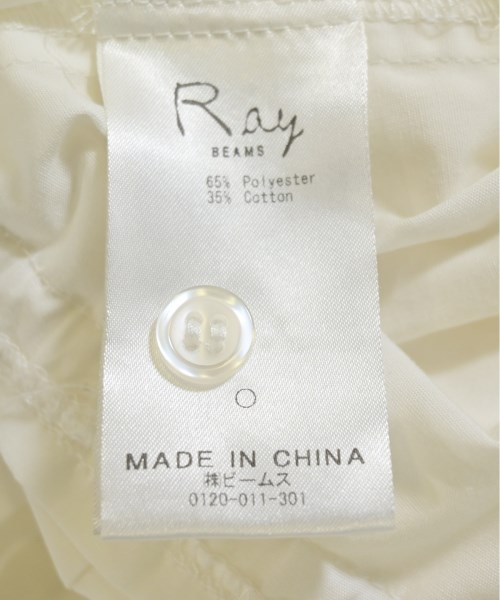 Ray
BEAMS
65% Polyester
35% Cotton
MADE IN CHINA
㈱ビームス
0120-011-301